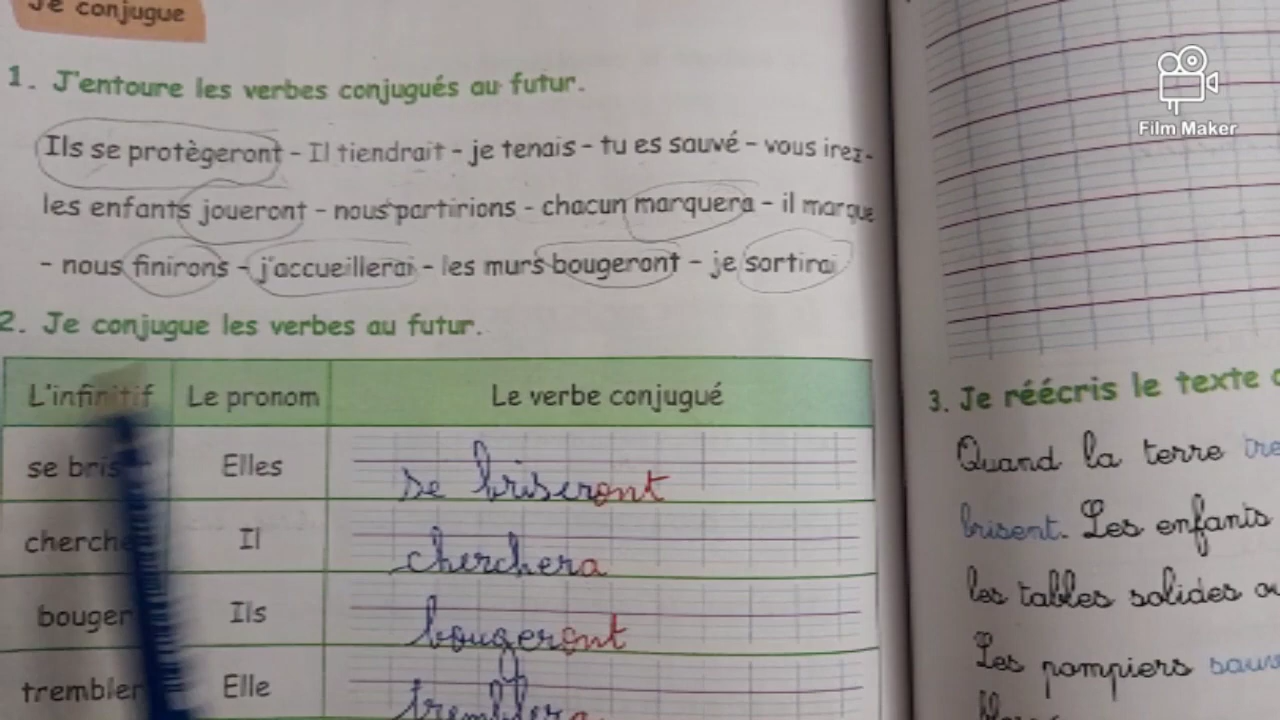 Je conjugue
1. J'entoure les verbes conjugués au futur.
Ils se protègeront - Il tiendrait - je tenais - tu es sauvé - vous irez-
les enfants joueront - nous partirions - chacun marquera - il marque
- nous finirons - j'accueillerai - les murs bougeront - je sortirai
2. Je conjugue les verbes au futur.
L'infinitif Le pronom Le verbe conjugué
Elles se briseront
Il cherchera
bouger Ils bougeront
trembler Elle tremblera
Film Maker
3. Je réécris le texte
Quand la terre
brisent. Les enfants
les tables solides
Les pompiers